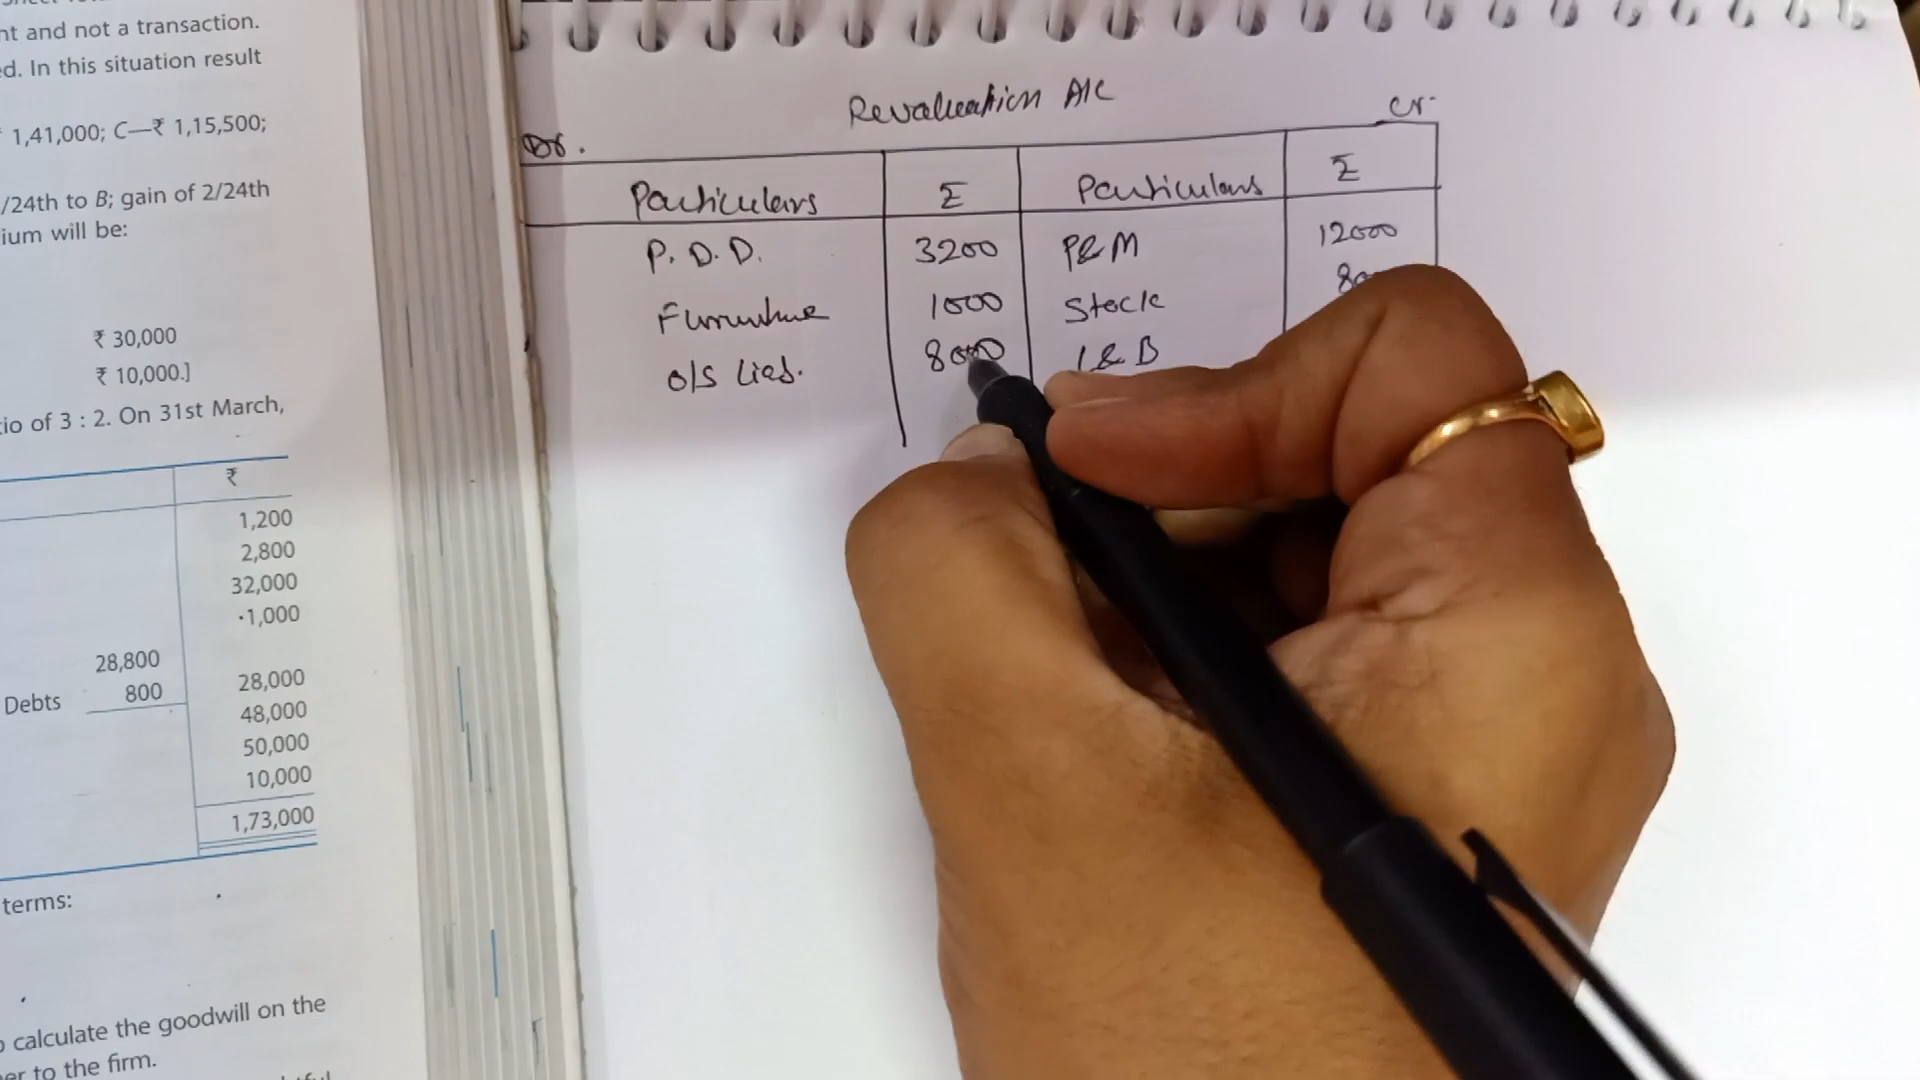 nt and not a transaction.
ed. In this situation result
1,41,000; C—₹ 1,15,500;
/24th to B; gain of 2/24th
ium will be:
₹ 30,000
₹ 10,000.]
tio of 3 : 2. On 31st March,
₹
1,200
2,800
32,000
1,000
28,800
Debts 800 28,000
48,000
50,000
10,000
1,73,000
terms:
calculate the goodwill on the
er to the firm.
Revaluation A/C
Dr. Cr.
Particulars ₹ Particulars ₹
P. D. D. 3200 P&M 12000
Furniture 1000 Stock
O/S Lies. 8000 L&B